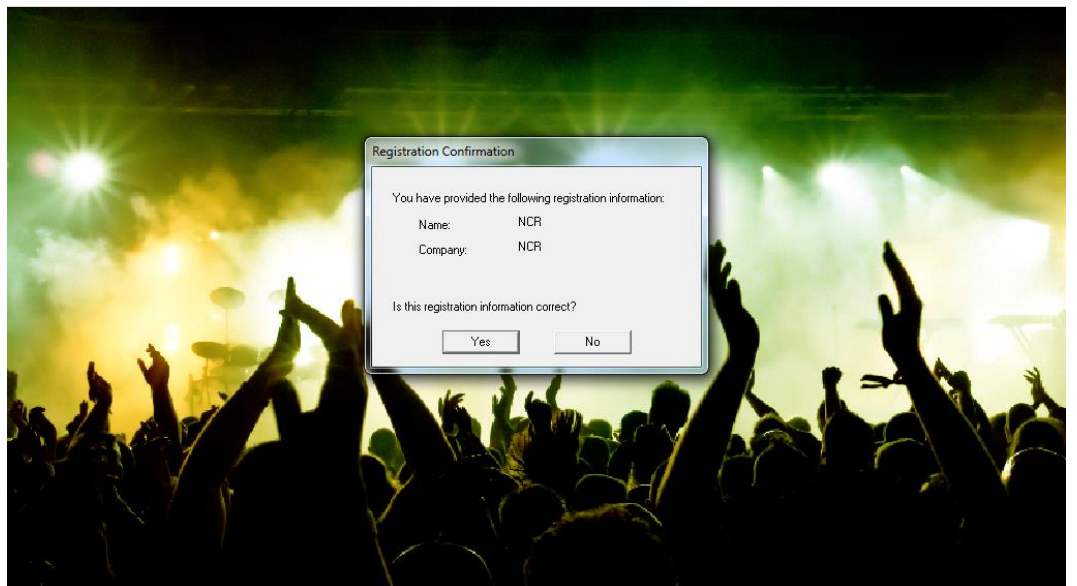 Registration Confirmation
You have provided the following registration information:
Name: NCR
Company: NCR
Is this registration information correct?
Yes No